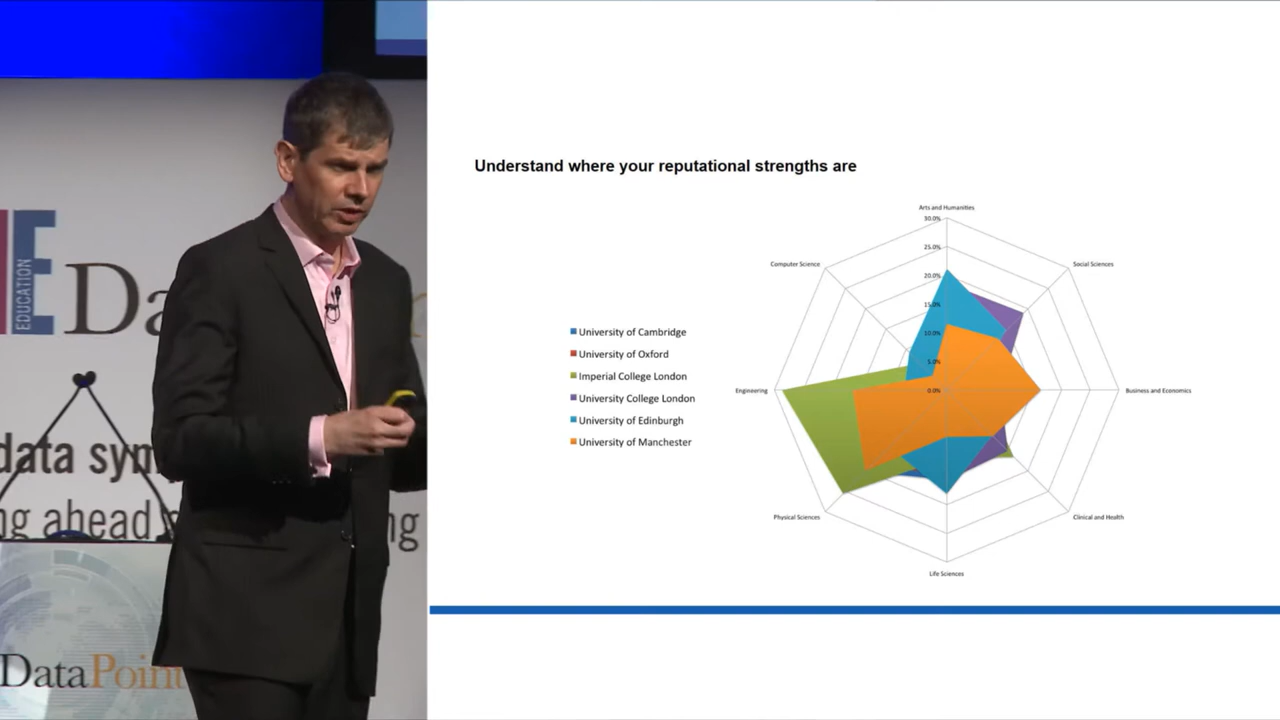 EDUCATION
Da
data sym
ng ahead
ng
DataPoint
Understand where your reputational strengths are
University of Cambridge
University of Oxford
Imperial College London
University College London
University of Edinburgh
University of Manchester
Arts and Humanities
30.0%
25.0%
20.0%
15.0%
10.0%
5.0%
0.0%
Computer Science
Social Sciences
Engineering
Business and Economics
Physical Sciences
Clinical and Health
Life Sciences